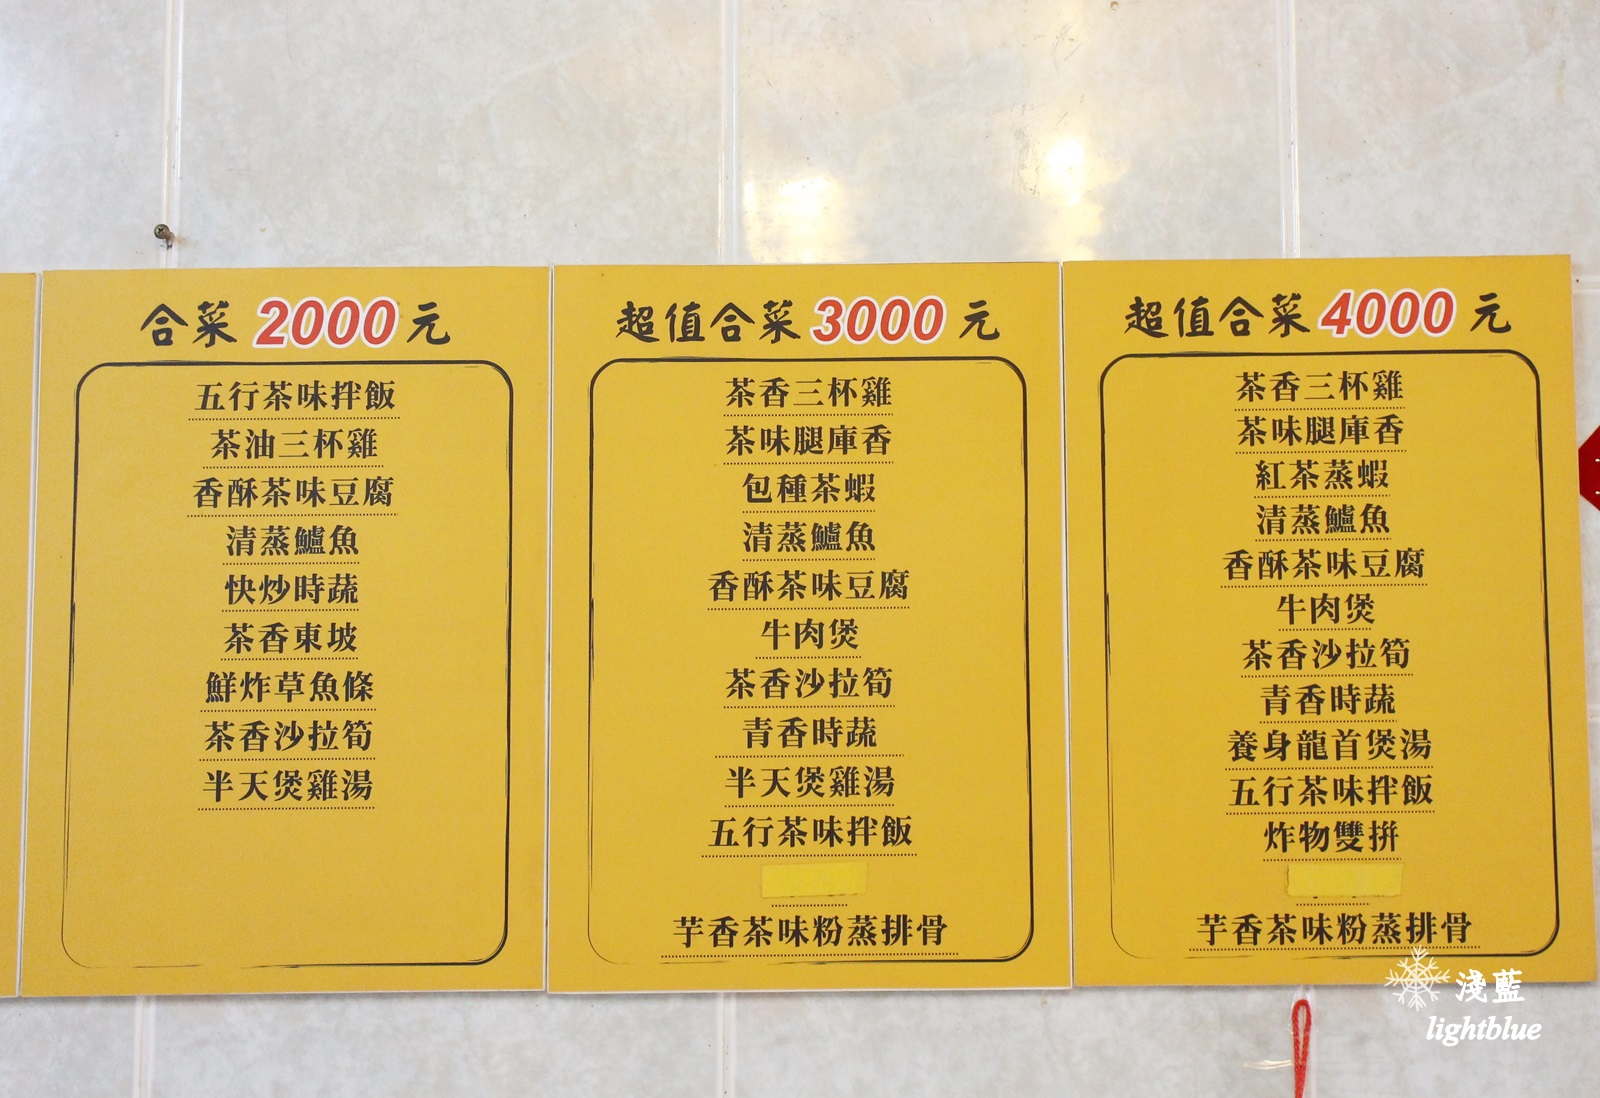 合菜 2000 元
五行茶味拌飯
茶油三杯雞
香酥茶味豆腐
清蒸鱸魚
快炒時蔬
茶香東坡
鮮炸草魚條
茶香沙拉筍
半天煲雞湯
超值合菜 3000 元
茶香三杯雞
茶味腿庫香
包種茶蝦
清蒸鱸魚
香酥茶味豆腐
牛肉煲
茶香沙拉筍
青香時蔬
半天煲雞湯
五行茶味拌飯
芋香茶味粉蒸排骨
超值合菜 4000 元
茶香三杯雞
茶味腿庫香
紅茶蒸蝦
清蒸鱸魚
香酥茶味豆腐
牛肉煲
茶香沙拉筍
青香時蔬
養身龍首煲湯
五行茶味拌飯
炸物雙拼
芋香茶味粉蒸排骨
淺藍
lightblue